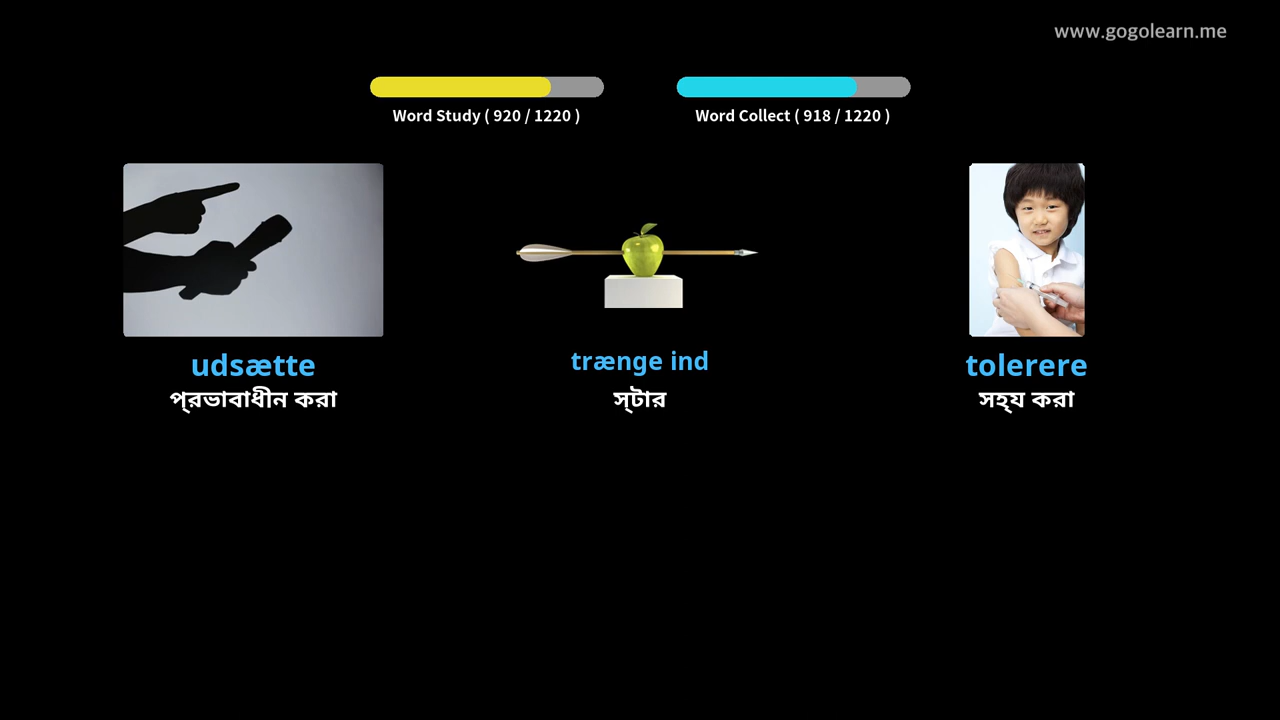 www.gogolearn.me
Word Study ( 920 / 1220 )
Word Collect ( 918 / 1220 )
udsætte
trænge ind
tolerere
প্রভাবাধীন করা
স্টার
সহ্য করা